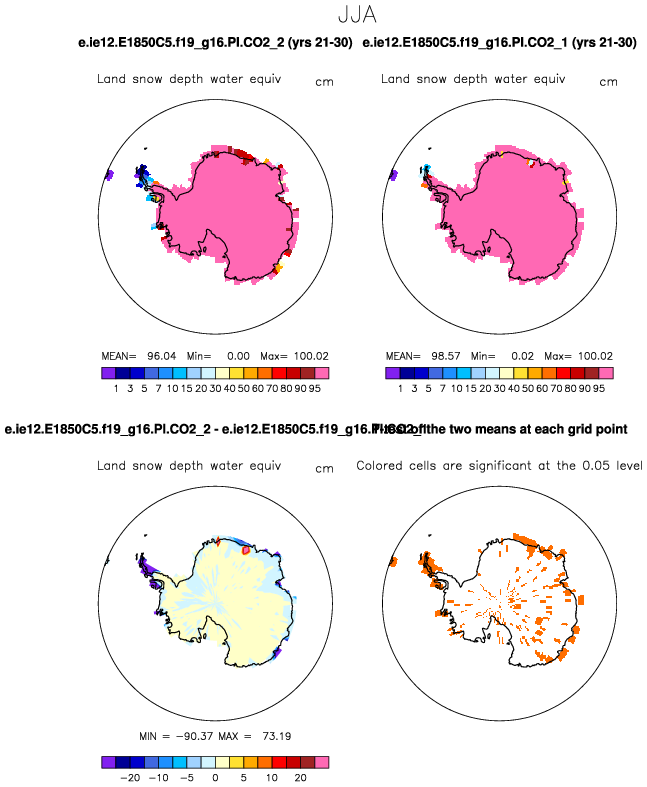 JJA
e.ie12.E1850C5.f19_g16.PI.CO2_2 (yrs 21-30)
e.ie12.E1850C5.f19_g16.PI.CO2_1 (yrs 21-30)
Land snow depth water equiv cm
Land snow depth water equiv cm
MEAN= 96.04 Min= 0.00 Max= 100.02
MEAN= 98.57 Min= 0.02 Max= 100.02
1 3 5 7 10 15 20 30 40 50 60 70 80 90 95
1 3 5 7 10 15 20 30 40 50 60 70 80 90 95
e.ie12.E1850C5.f19_g16.PI.CO2_2 - e.ie12.E1850C5.f19_g16.PI.CO2_1
of the two means at each grid point
Land snow depth water equiv cm
Colored cells are significant at the 0.05 level
MIN = −90.37 MAX = 73.19
−20 −10 −5 0 5 10 20